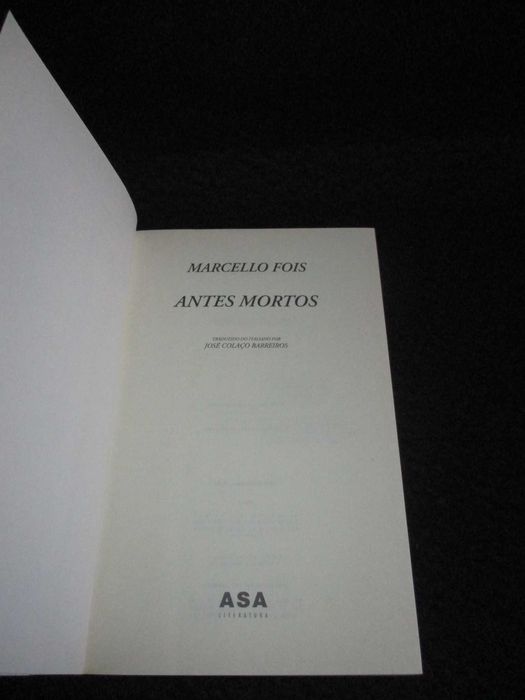 MARCELLO FOIS
ANTES MORTOS
TRADUZIDO DO ITALIANO POR
JOSÉ COLAÇO BARREIROS
ASA
LITERATURA